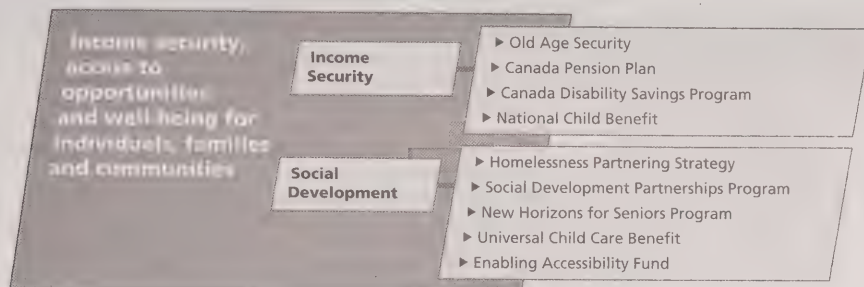 Income security,
access to
opportunities
and well-being for
individuals, families
and communities
Income
Security
▶ Old Age Security
▶ Canada Pension Plan
▶ Canada Disability Savings Program
▶ National Child Benefit
Social
Development
▶ Homelessness Partnering Strategy
▶ Social Development Partnerships Program
▶ New Horizons for Seniors Program
▶ Universal Child Care Benefit
▶ Enabling Accessibility Fund